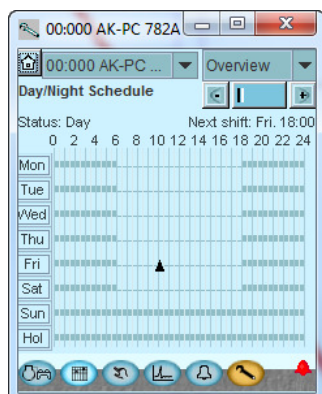 00:000 AK-PC 782A
00:000 AK-PC ... Overview
Day/Night Schedule
Status: Day Next shift: Fri. 18:00
0 2 4 6 8 10 12 14 16 18 20 22 24
Mon
Tue
Wed
Thu
Fri
Sat
Sun
Hol